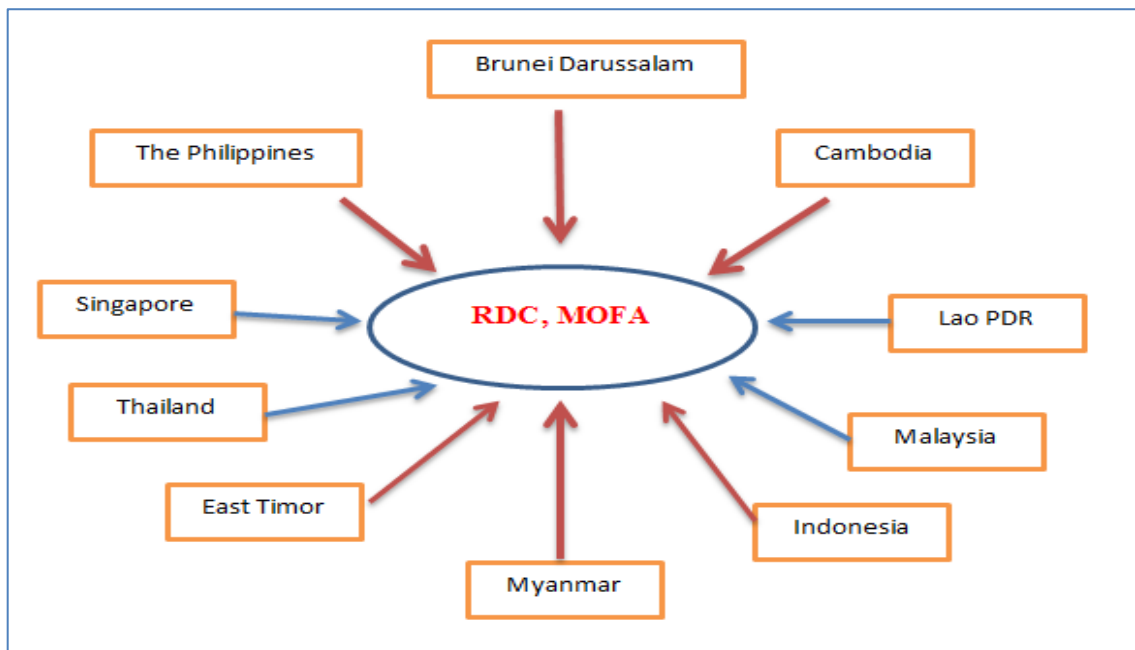 Brunei Darussalam
The Philippines
Cambodia
Singapore
RDC, MOFA
Lao PDR
Thailand
Malaysia
East Timor
Indonesia
Myanmar